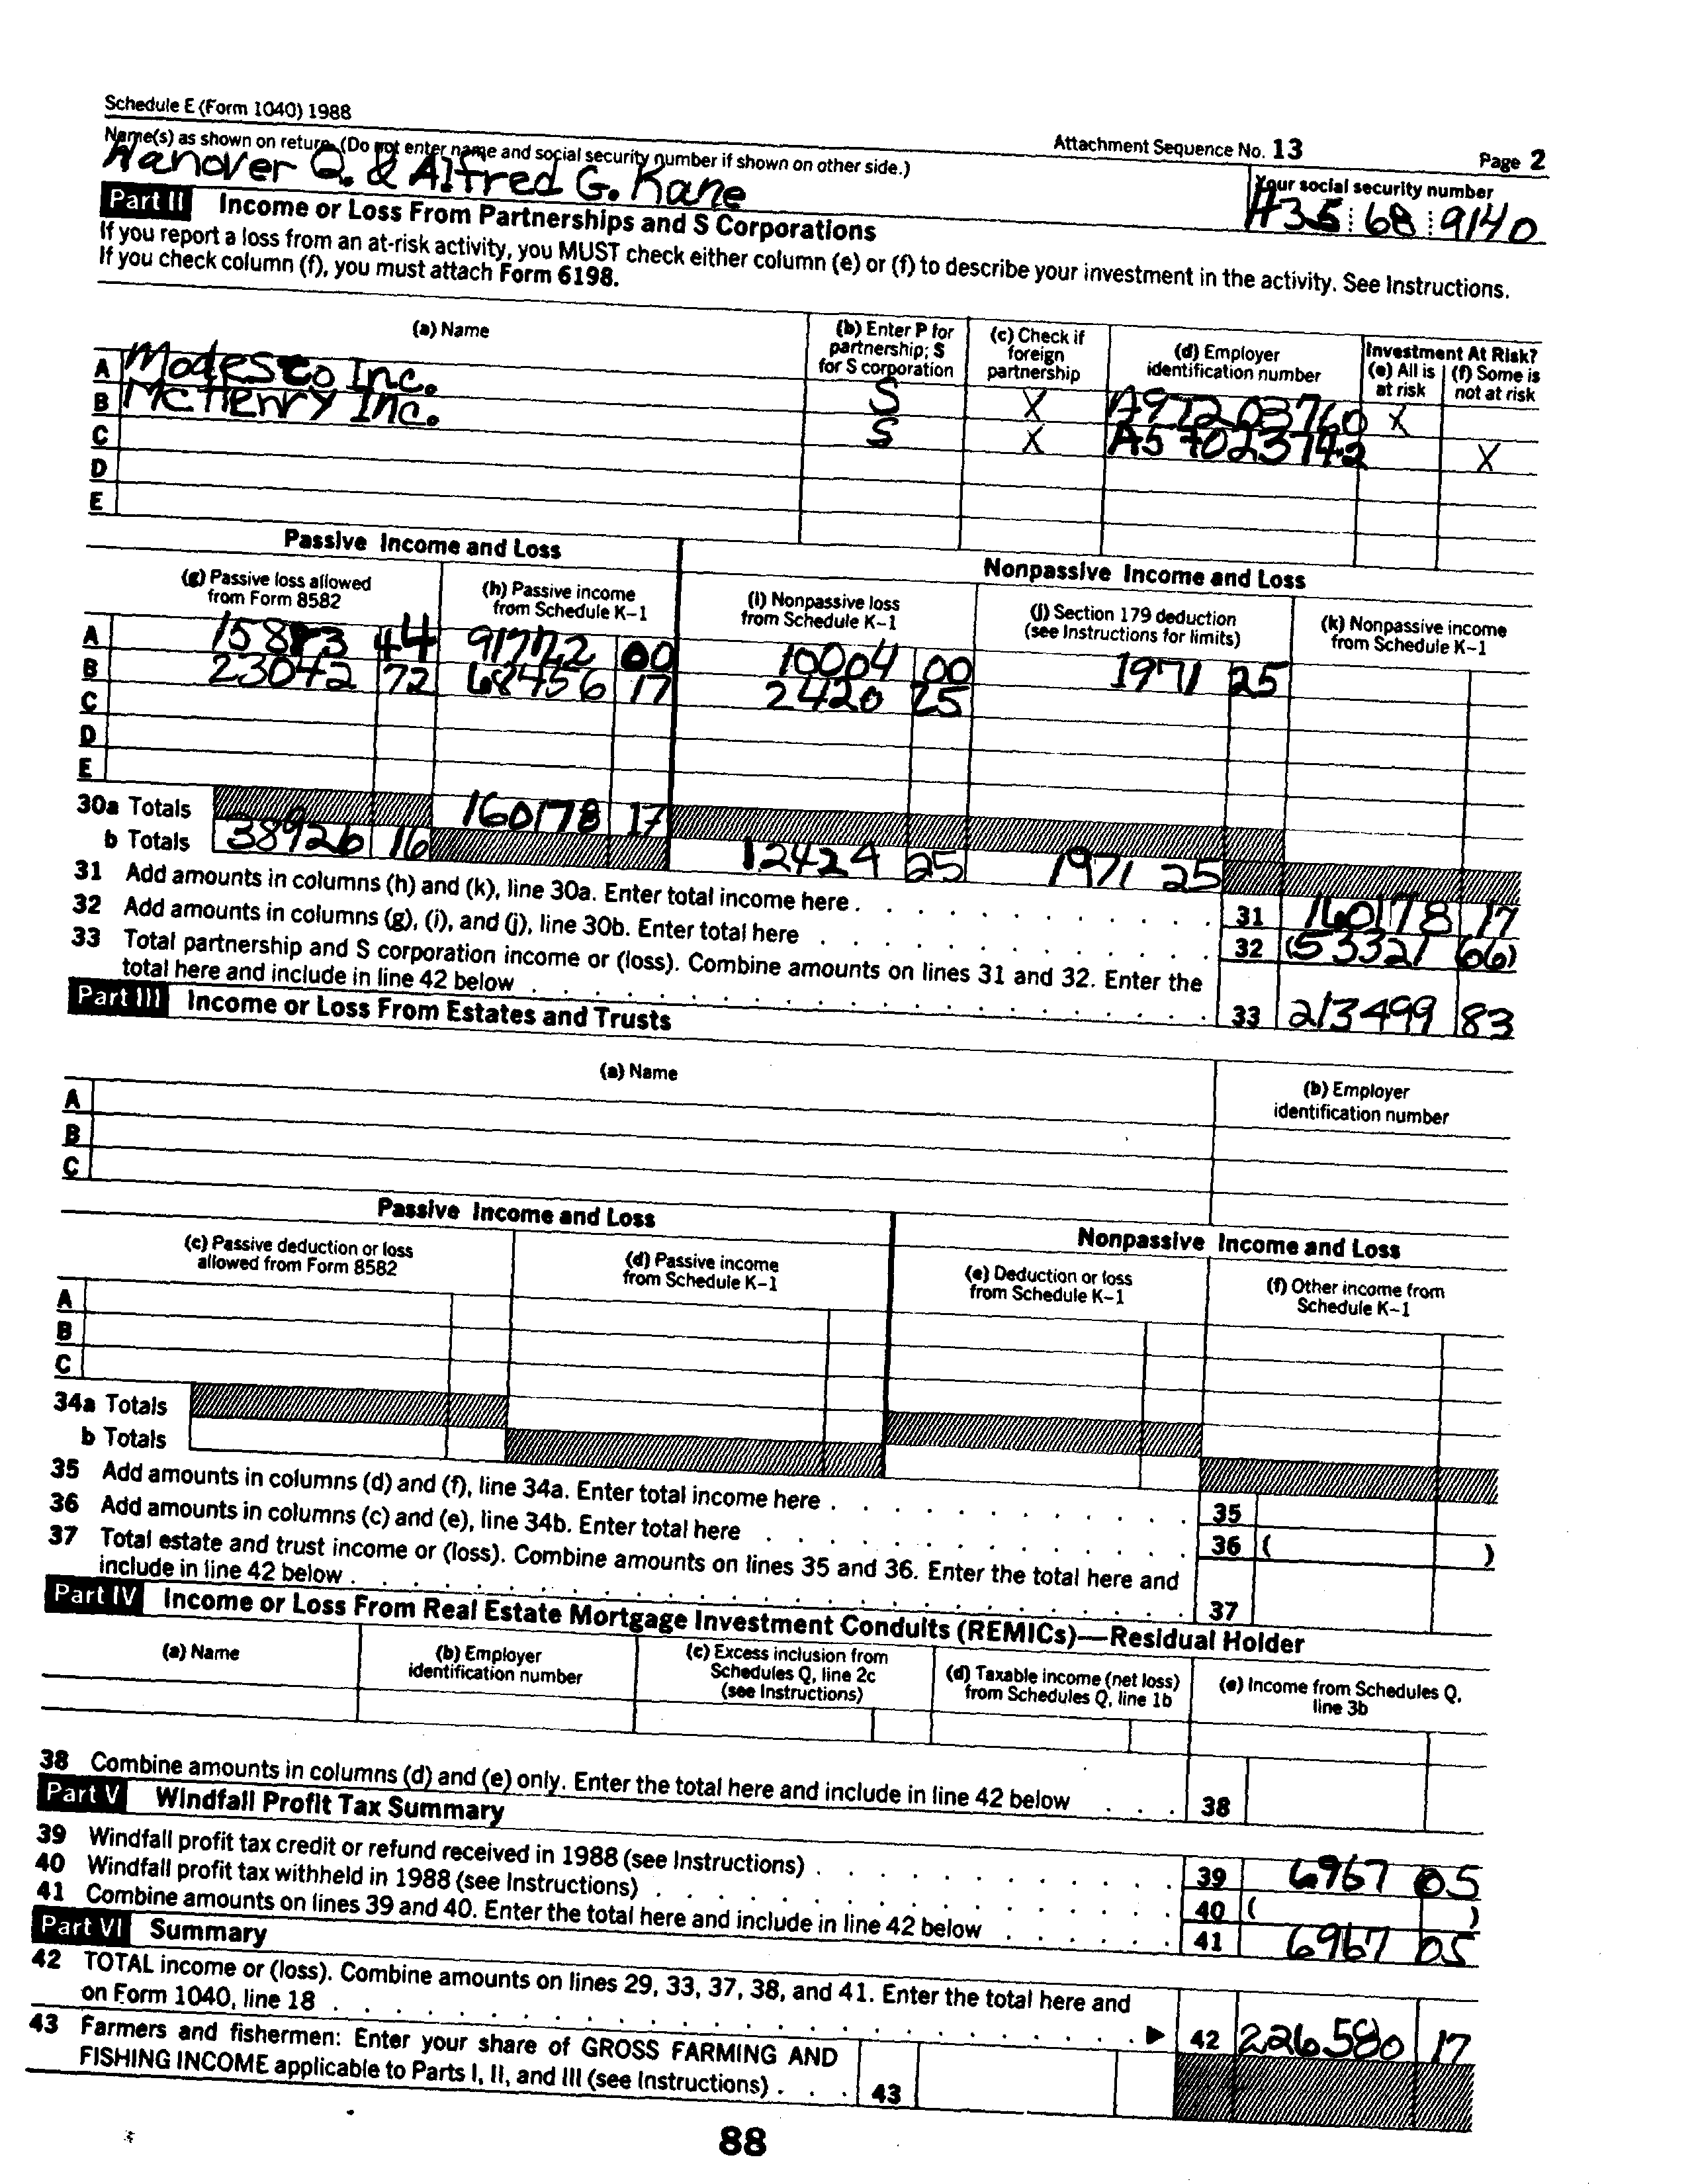 Schedule E (Form 1040) 1988
Attachment Sequence No. 13
Page 2
Name(s) as shown on return. (Do not enter name and social security number if shown on other side.)
Your social security number
Hanover Q. & Alfred G. Kane
435 68 9140
Part II Income or Loss From Partnerships and S Corporations
If you report a loss from an at-risk activity, you MUST check either column (e) or (f) to describe your investment in the activity. See Instructions.
If you check column (f), you must attach Form 6198.
(a) Name
(b) Enter P for partnership; S for S corporation
(c) Check if foreign partnership
(d) Employer identification number
Investment At Risk?
(e) All is at risk
(f) Some is not at risk
A Modesto Inc. S X A97203760 X
B McHenry Inc. S X A57023742 X
C
D
E
Passive Income and Loss
Nonpassive Income and Loss
(g) Passive loss allowed from Form 8582
(h) Passive income from Schedule K–1
(i) Nonpassive loss from Schedule K–1
(j) Section 179 deduction (see Instructions for limits)
(k) Nonpassive income from Schedule K–1
A 15883 44 91722 00 10004 00 1971 25
B 23042 72 68456 17 2420 25
C
D
E
30a Totals 160178 17
b Totals 38926 16 12424 25 1971 25
31 Add amounts in columns (h) and (k), line 30a. Enter total income here . 31 160178 17
32 Add amounts in columns (g), (i), and (j), line 30b. Enter total here 32 (53321 66)
33 Total partnership and S corporation income or (loss). Combine amounts on lines 31 and 32. Enter the
total here and include in line 42 below 33 213499 83
Part III Income or Loss From Estates and Trusts
(a) Name
(b) Employer identification number
A
B
C
Passive Income and Loss
Nonpassive Income and Loss
(c) Passive deduction or loss allowed from Form 8582
(d) Passive income from Schedule K–1
(e) Deduction or loss from Schedule K–1
(f) Other income from Schedule K–1
A
B
C
34a Totals
b Totals
35 Add amounts in columns (d) and (f), line 34a. Enter total income here . 35
36 Add amounts in columns (c) and (e), line 34b. Enter total here 36 ( )
37 Total estate and trust income or (loss). Combine amounts on lines 35 and 36. Enter the total here and
include in line 42 below . 37
Part IV Income or Loss From Real Estate Mortgage Investment Conduits (REMICs)—Residual Holder
(a) Name
(b) Employer identification number
(c) Excess inclusion from Schedules Q, line 2c (see Instructions)
(d) Taxable income (net loss) from Schedules Q, line 1b
(e) Income from Schedules Q, line 3b
38 Combine amounts in columns (d) and (e) only. Enter the total here and include in line 42 below 38
Part V Windfall Profit Tax Summary
39 Windfall profit tax credit or refund received in 1988 (see Instructions) . 39 6967 05
40 Windfall profit tax withheld in 1988 (see Instructions) 40 ( )
41 Combine amounts on lines 39 and 40. Enter the total here and include in line 42 below 41 6967 05
Part VI Summary
42 TOTAL income or (loss). Combine amounts on lines 29, 33, 37, 38, and 41. Enter the total here and
on Form 1040, line 18 42 226580 17
43 Farmers and fishermen: Enter your share of GROSS FARMING AND
FISHING INCOME applicable to Parts I, II, and III (see Instructions) . 43
88